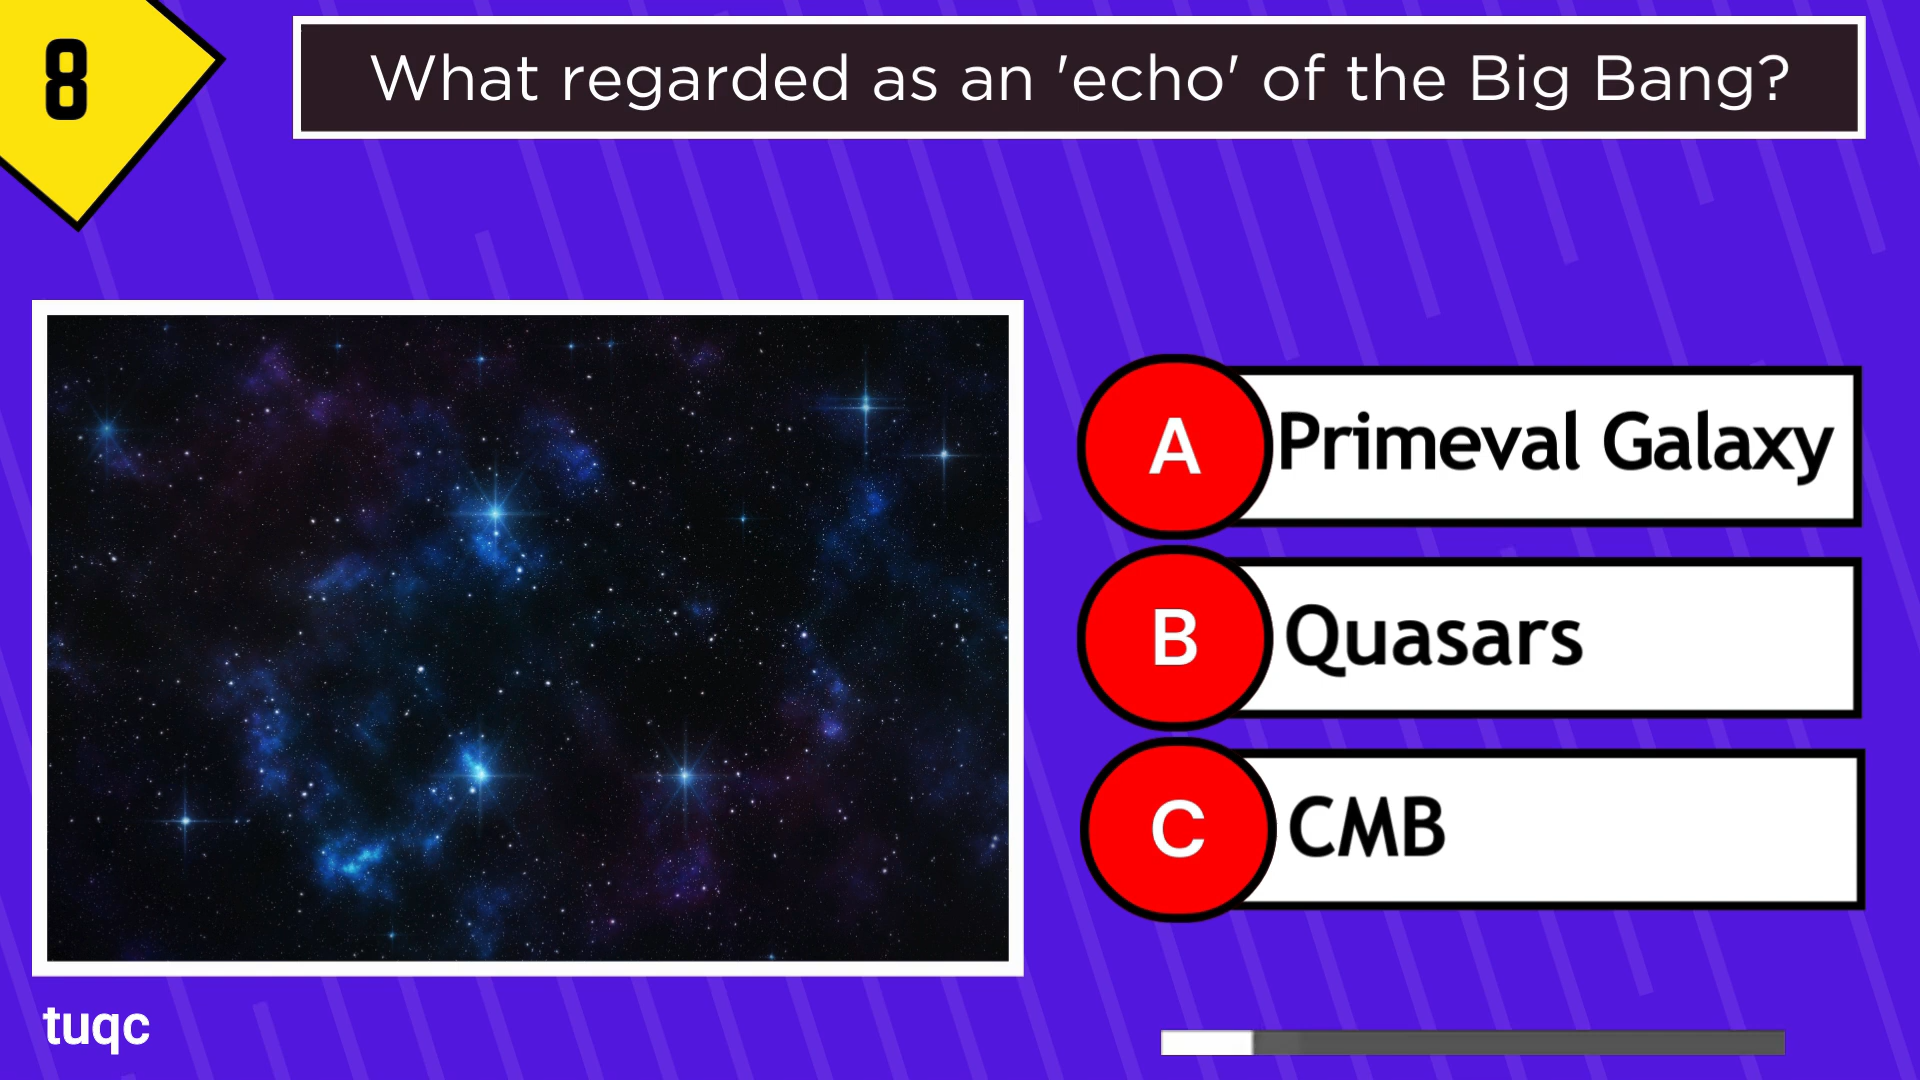 8
What regarded as an 'echo' of the Big Bang?
A Primeval Galaxy
B Quasars
C CMB
tuqc